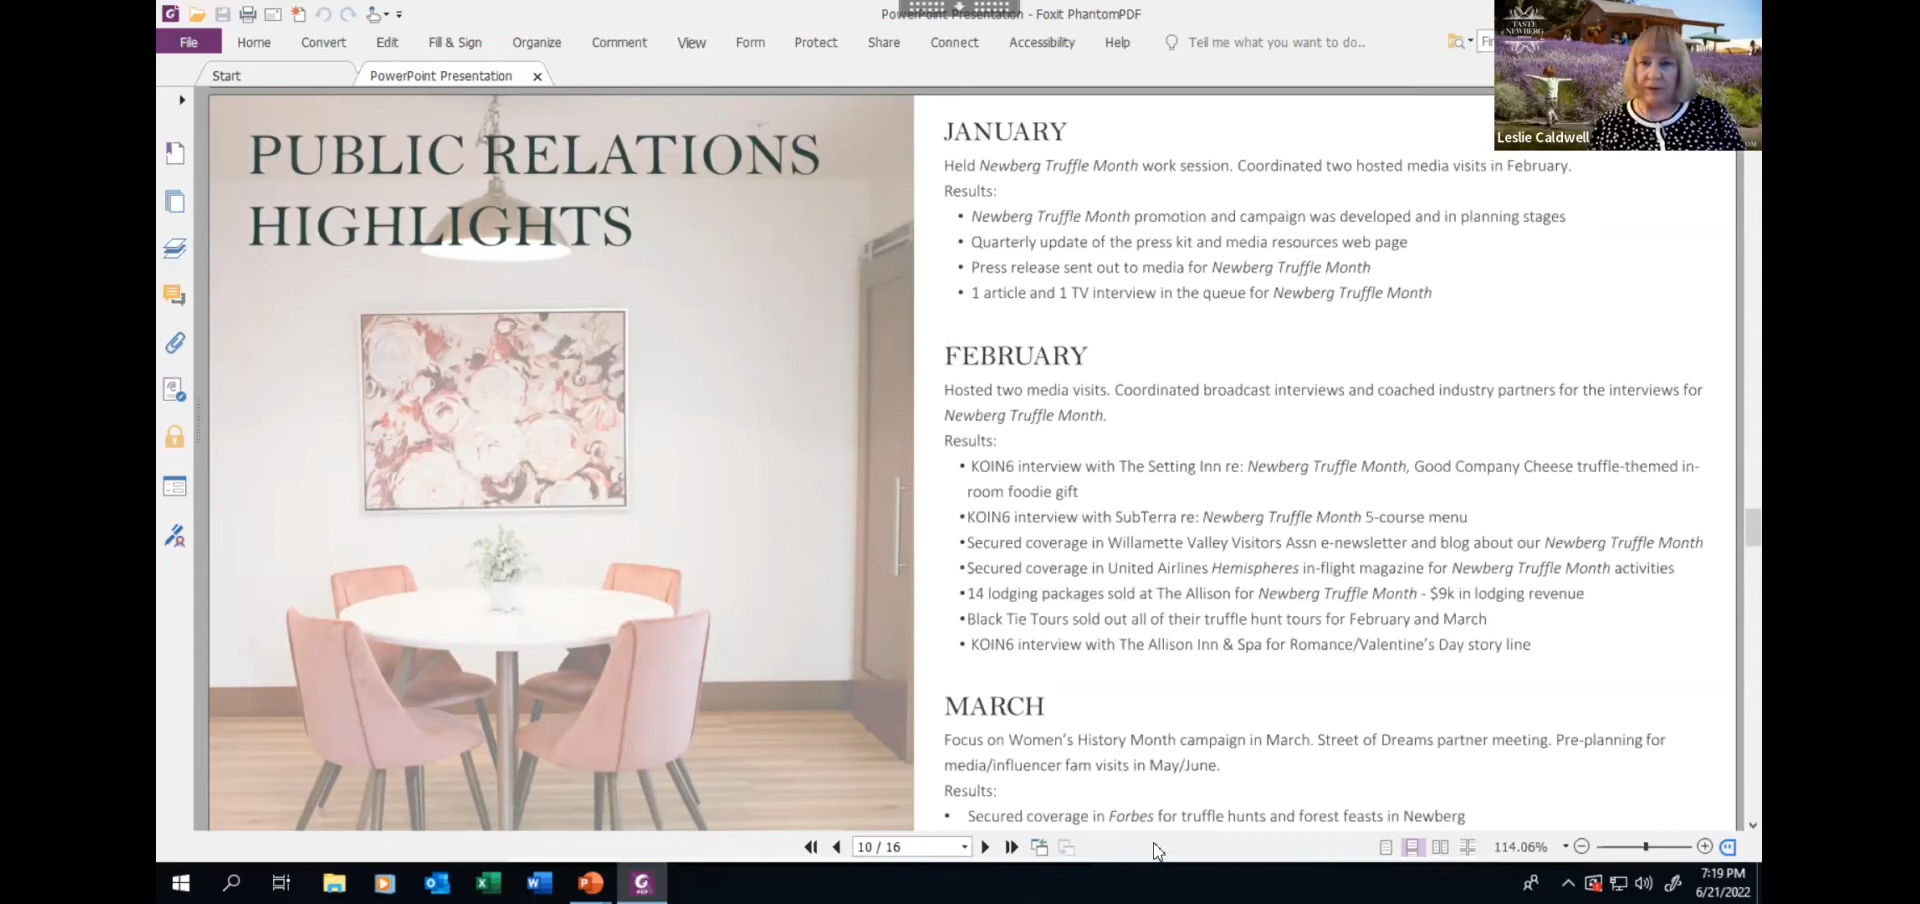 PowerPoint Presentation - Foxit PhantomPDF
File Home Convert Edit Fill & Sign Organize Comment View Form Protect Share Connect Accessibility Help Tell me what you want to do..
Start PowerPoint Presentation
TASTE
NEWBERG
Leslie Caldwell
PUBLIC RELATIONS
HIGHLIGHTS
JANUARY
Held Newberg Truffle Month work session. Coordinated two hosted media visits in February.
Results:
• Newberg Truffle Month promotion and campaign was developed and in planning stages
• Quarterly update of the press kit and media resources web page
• Press release sent out to media for Newberg Truffle Month
• 1 article and 1 TV interview in the queue for Newberg Truffle Month
FEBRUARY
Hosted two media visits. Coordinated broadcast interviews and coached industry partners for the interviews for
Newberg Truffle Month.
Results:
• KOIN6 interview with The Setting Inn re: Newberg Truffle Month, Good Company Cheese truffle-themed in-
room foodie gift
•KOIN6 interview with SubTerra re: Newberg Truffle Month 5-course menu
•Secured coverage in Willamette Valley Visitors Assn e-newsletter and blog about our Newberg Truffle Month
•Secured coverage in United Airlines Hemispheres in-flight magazine for Newberg Truffle Month activities
•14 lodging packages sold at The Allison for Newberg Truffle Month - $9k in lodging revenue
•Black Tie Tours sold out all of their truffle hunt tours for February and March
• KOIN6 interview with The Allison Inn & Spa for Romance/Valentine's Day story line
MARCH
Focus on Women's History Month campaign in March. Street of Dreams partner meeting. Pre-planning for
media/influencer fam visits in May/June.
Results:
• Secured coverage in Forbes for truffle hunts and forest feasts in Newberg
10 / 16
114.06%
7:19 PM
6/21/2022